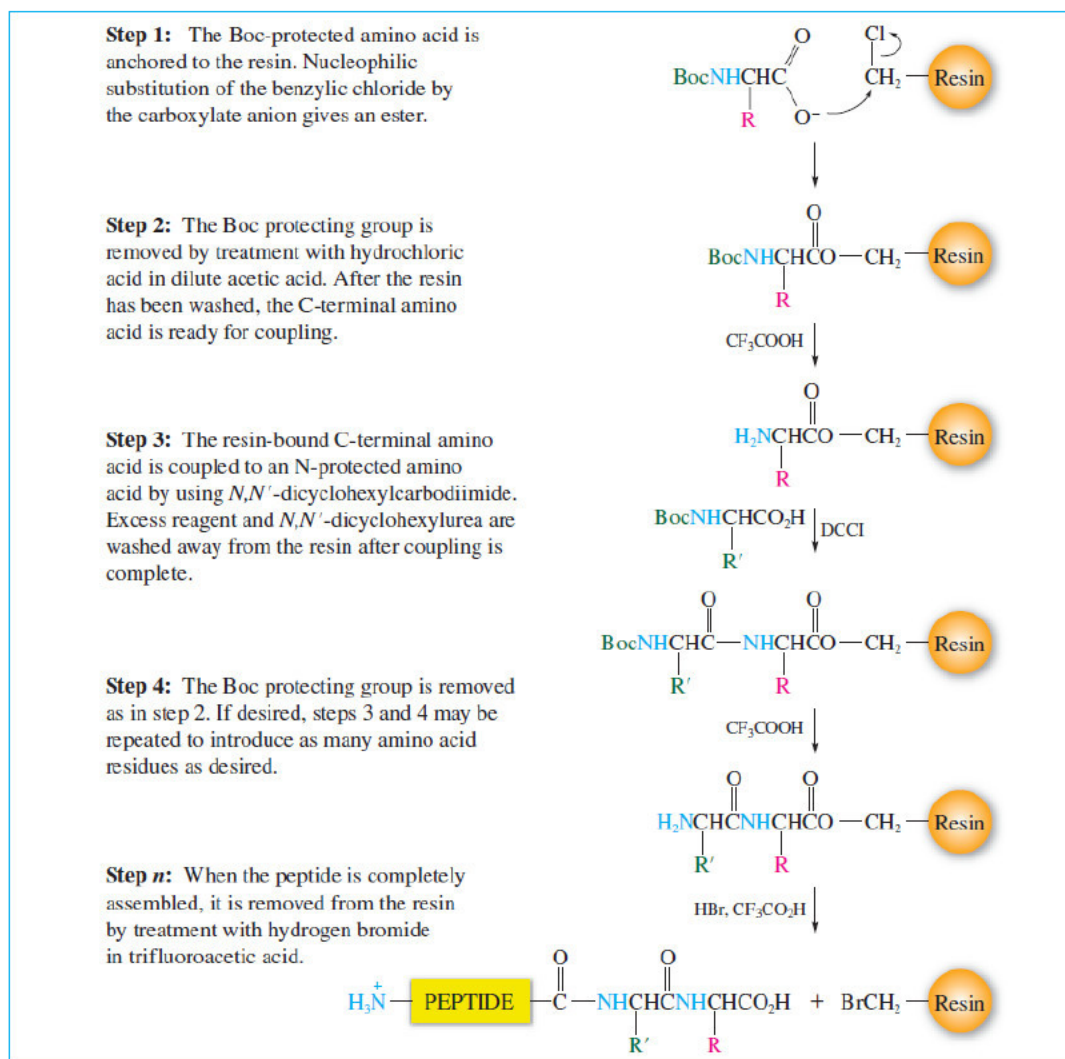 Step 1: The Boc-protected amino acid is
anchored to the resin. Nucleophilic
substitution of the benzylic chloride by
the carboxylate anion gives an ester.
O
Cl
BocNHCHC
CH₂
Resin
R
O-
Step 2: The Boc protecting group is
removed by treatment with hydrochloric
acid in dilute acetic acid. After the resin
has been washed, the C-terminal amino
acid is ready for coupling.
O
BocNHCHCO—CH₂—Resin
R
CF₃COOH
O
H₂NCHCO—CH₂—Resin
R
Step 3: The resin-bound C-terminal amino
acid is coupled to an N-protected amino
acid by using N,N′-dicyclohexylcarbodiimide.
Excess reagent and N,N′-dicyclohexylurea are
washed away from the resin after coupling is
complete.
BocNHCHCO₂H
R′
DCCI
O O
BocNHCHC—NHCHCO—CH₂—Resin
R′ R
Step 4: The Boc protecting group is removed
as in step 2. If desired, steps 3 and 4 may be
repeated to introduce as many amino acid
residues as desired.
CF₃COOH
O O
H₂NCHCNHCHCO—CH₂—Resin
R′ R
Step n: When the peptide is completely
assembled, it is removed from the resin
by treatment with hydrogen bromide
in trifluoroacetic acid.
HBr, CF₃CO₂H
O O
+
H₃N—PEPTIDE—C—NHCHCNHCHCO₂H + BrCH₂—Resin
R′ R